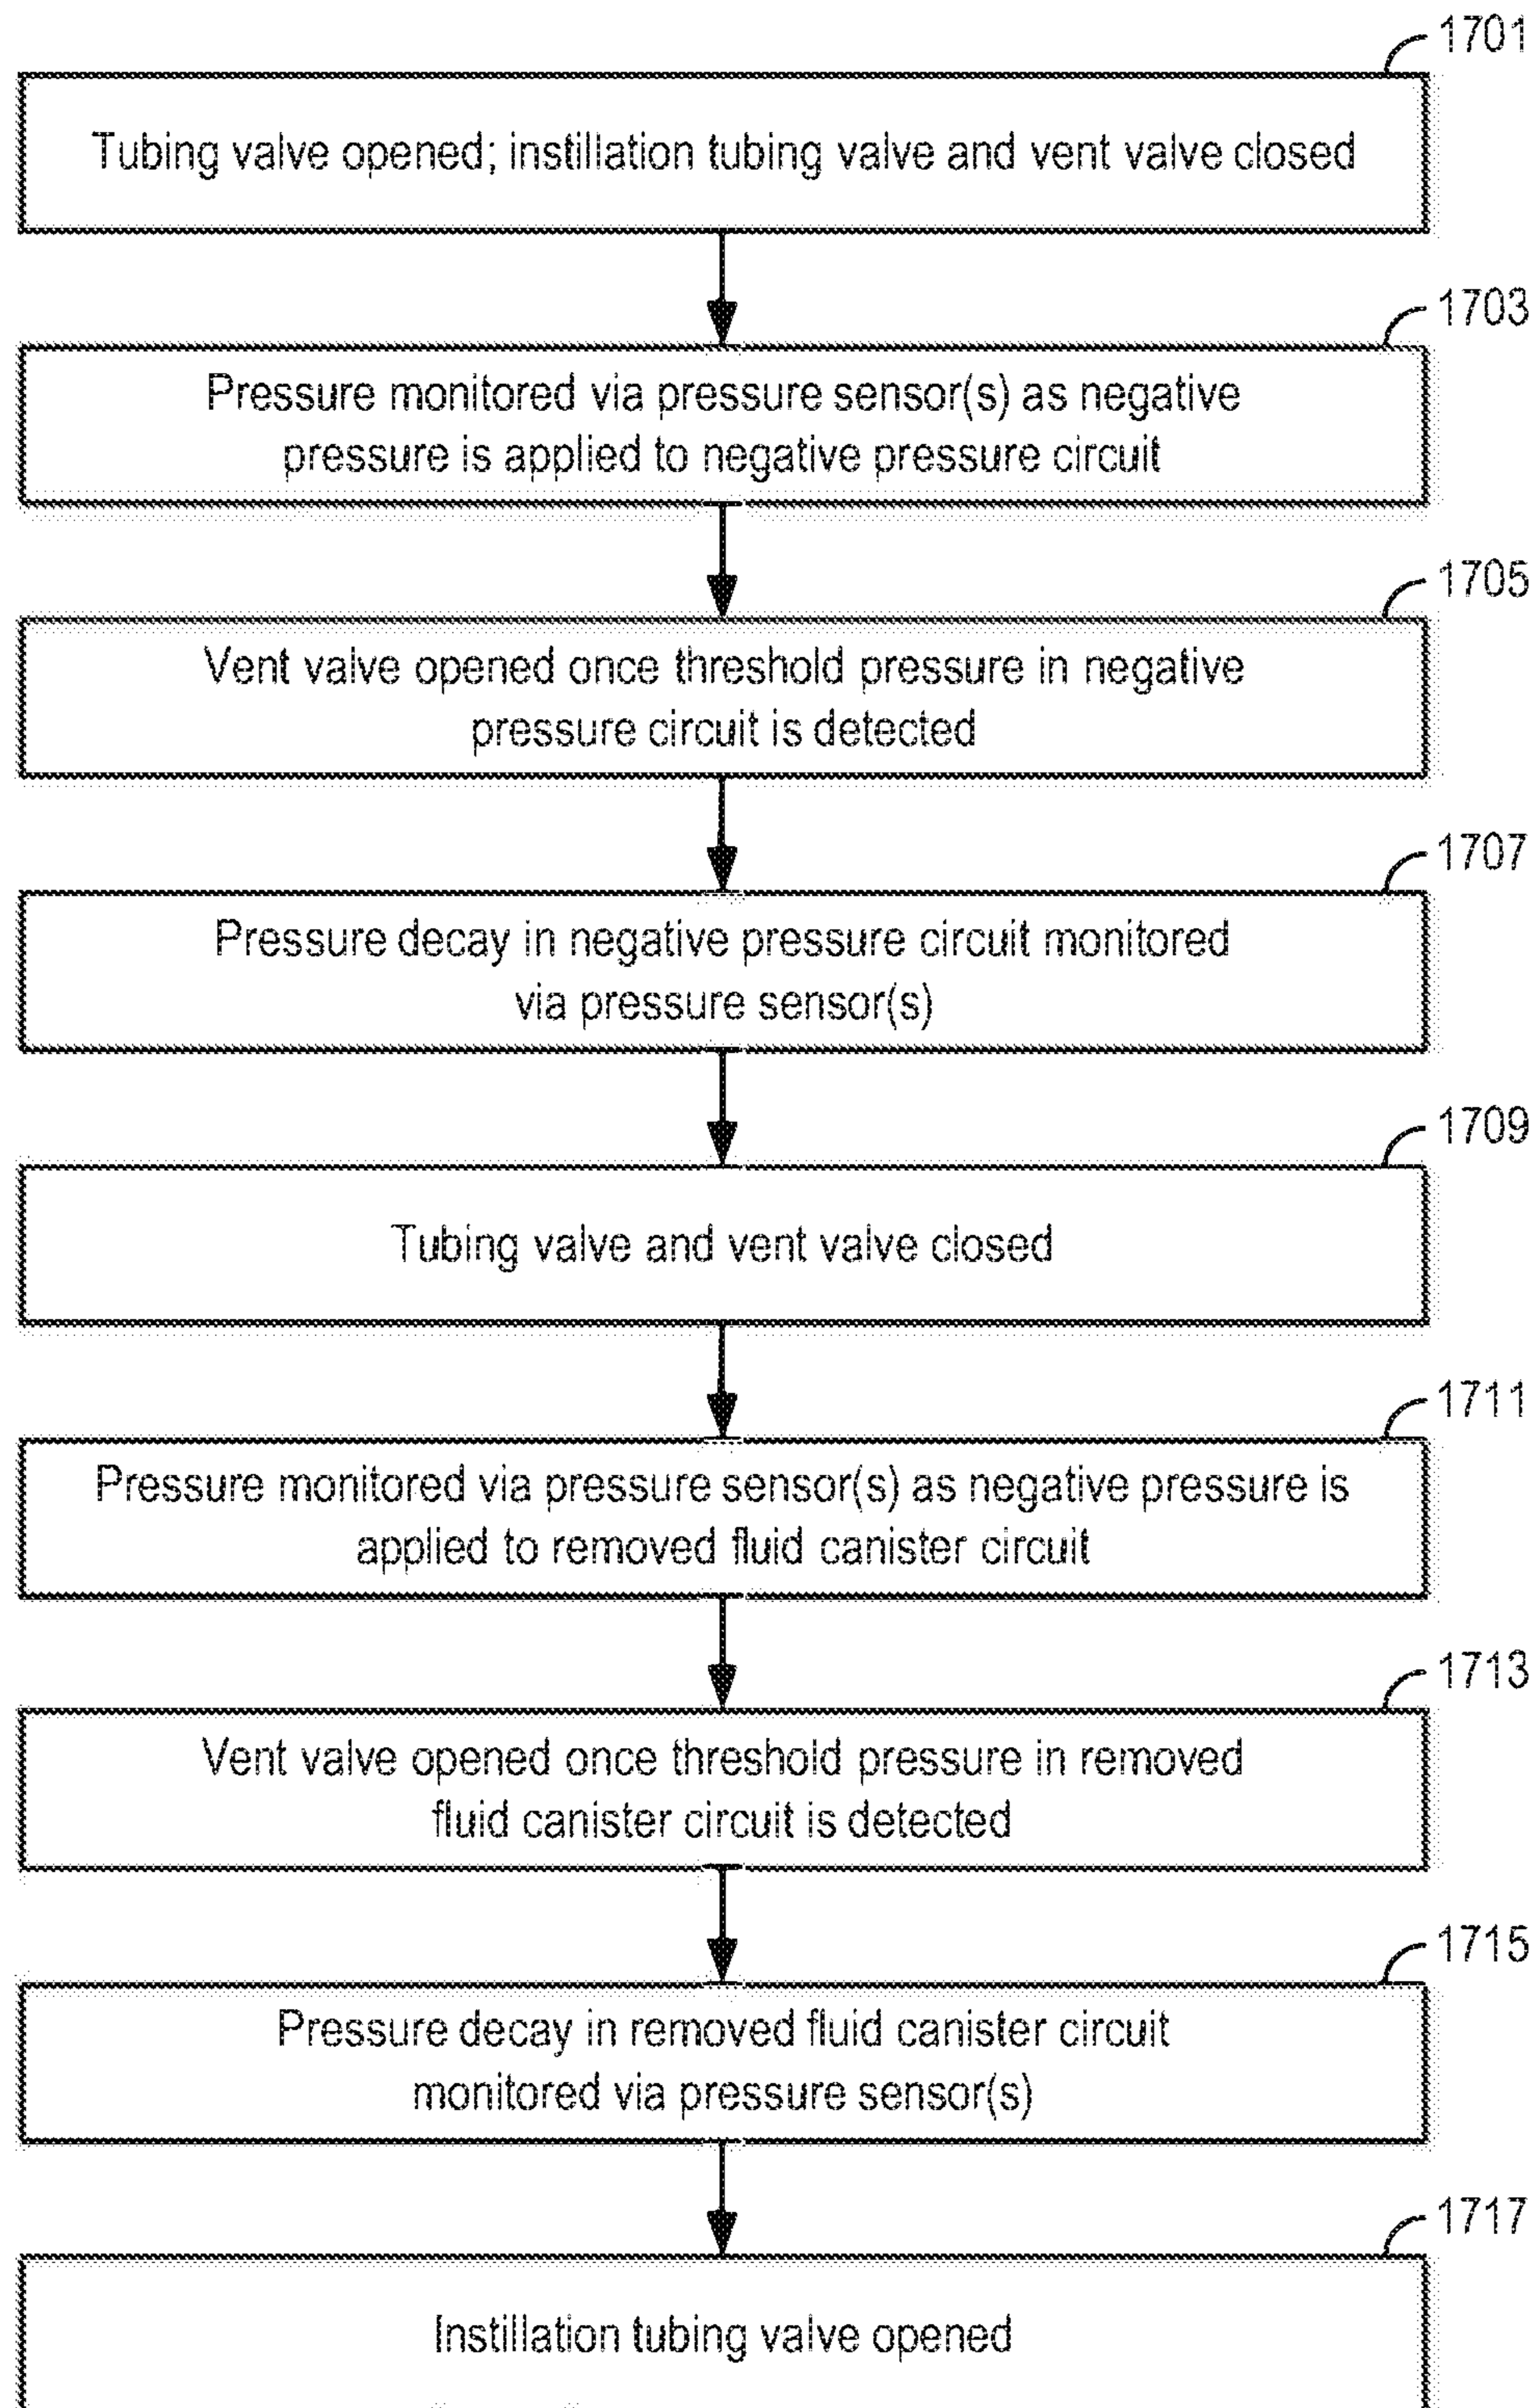 1701
Tubing valve opened; instillation tubing valve and vent valve closed
1703
Pressure monitored via pressure sensor(s) as negative
pressure is applied to negative pressure circuit
1705
Vent valve opened once threshold pressure in negative
pressure circuit is detected
1707
Pressure decay in negative pressure circuit monitored
via pressure sensor(s)
1709
Tubing valve and vent valve closed
1711
Pressure monitored via pressure sensor(s) as negative pressure is
applied to removed fluid canister circuit
1713
Vent valve opened once threshold pressure in removed
fluid canister circuit is detected
1715
Pressure decay in removed fluid canister circuit
monitored via pressure sensor(s)
1717
Instillation tubing valve opened